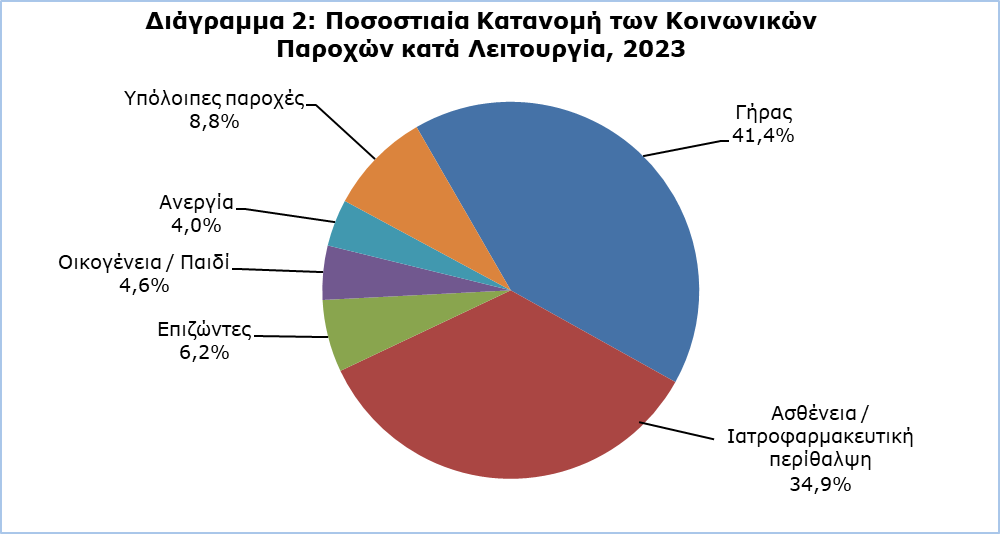 Διάγραμμα 2: Ποσοστιαία Κατανομή των Κοινωνικών
Παροχών κατά Λειτουργία, 2023
Υπόλοιπες παροχές
8,8%
Γήρας
41,4%
Ανεργία
4,0%
Οικογένεια / Παιδί
4,6%
Επιζώντες
6,2%
Ασθένεια /
Ιατροφαρμακευτική
περίθαλψη
34,9%